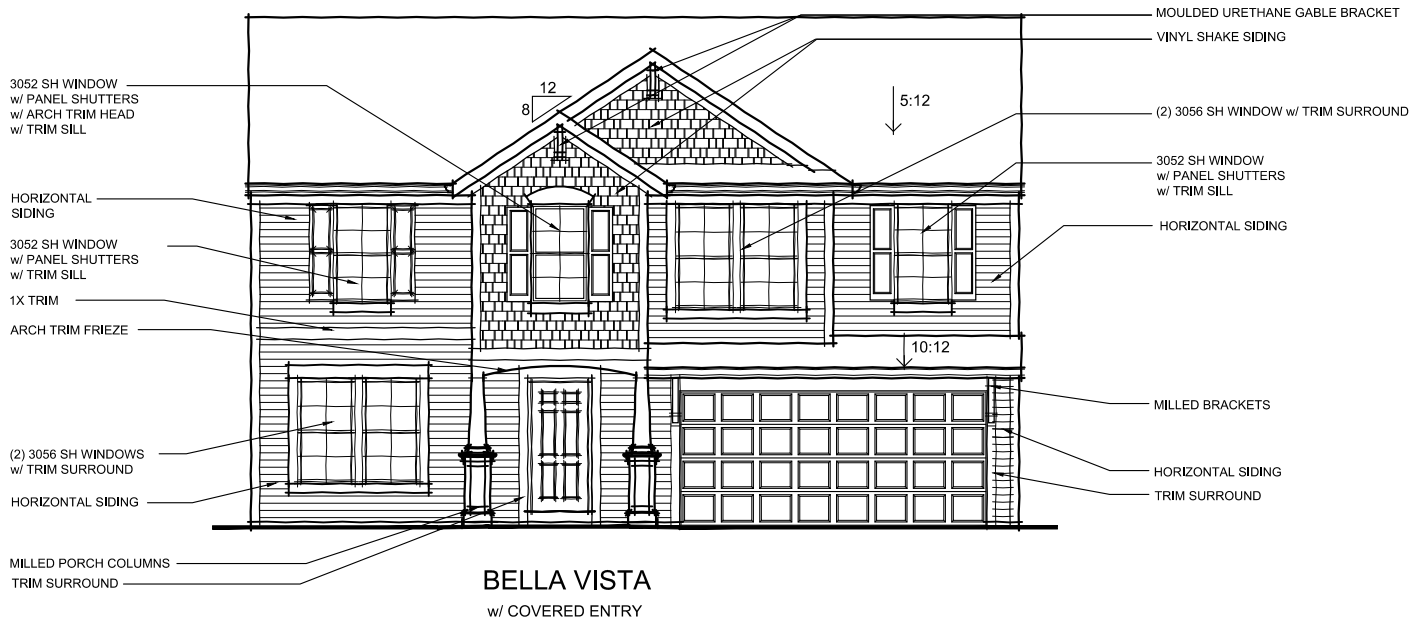 MOULDED URETHANE GABLE BRACKET
VINYL SHAKE SIDING
3052 SH WINDOW
w/ PANEL SHUTTERS
w/ ARCH TRIM HEAD
w/ TRIM SILL
12
8
5:12
(2) 3056 SH WINDOW w/ TRIM SURROUND
3052 SH WINDOW
w/ PANEL SHUTTERS
w/ TRIM SILL
HORIZONTAL
SIDING
HORIZONTAL SIDING
3052 SH WINDOW
w/ PANEL SHUTTERS
w/ TRIM SILL
1X TRIM
ARCH TRIM FRIEZE
10:12
MILLED BRACKETS
(2) 3056 SH WINDOWS
w/ TRIM SURROUND
HORIZONTAL SIDING
HORIZONTAL SIDING
TRIM SURROUND
MILLED PORCH COLUMNS
TRIM SURROUND
BELLA VISTA
w/ COVERED ENTRY